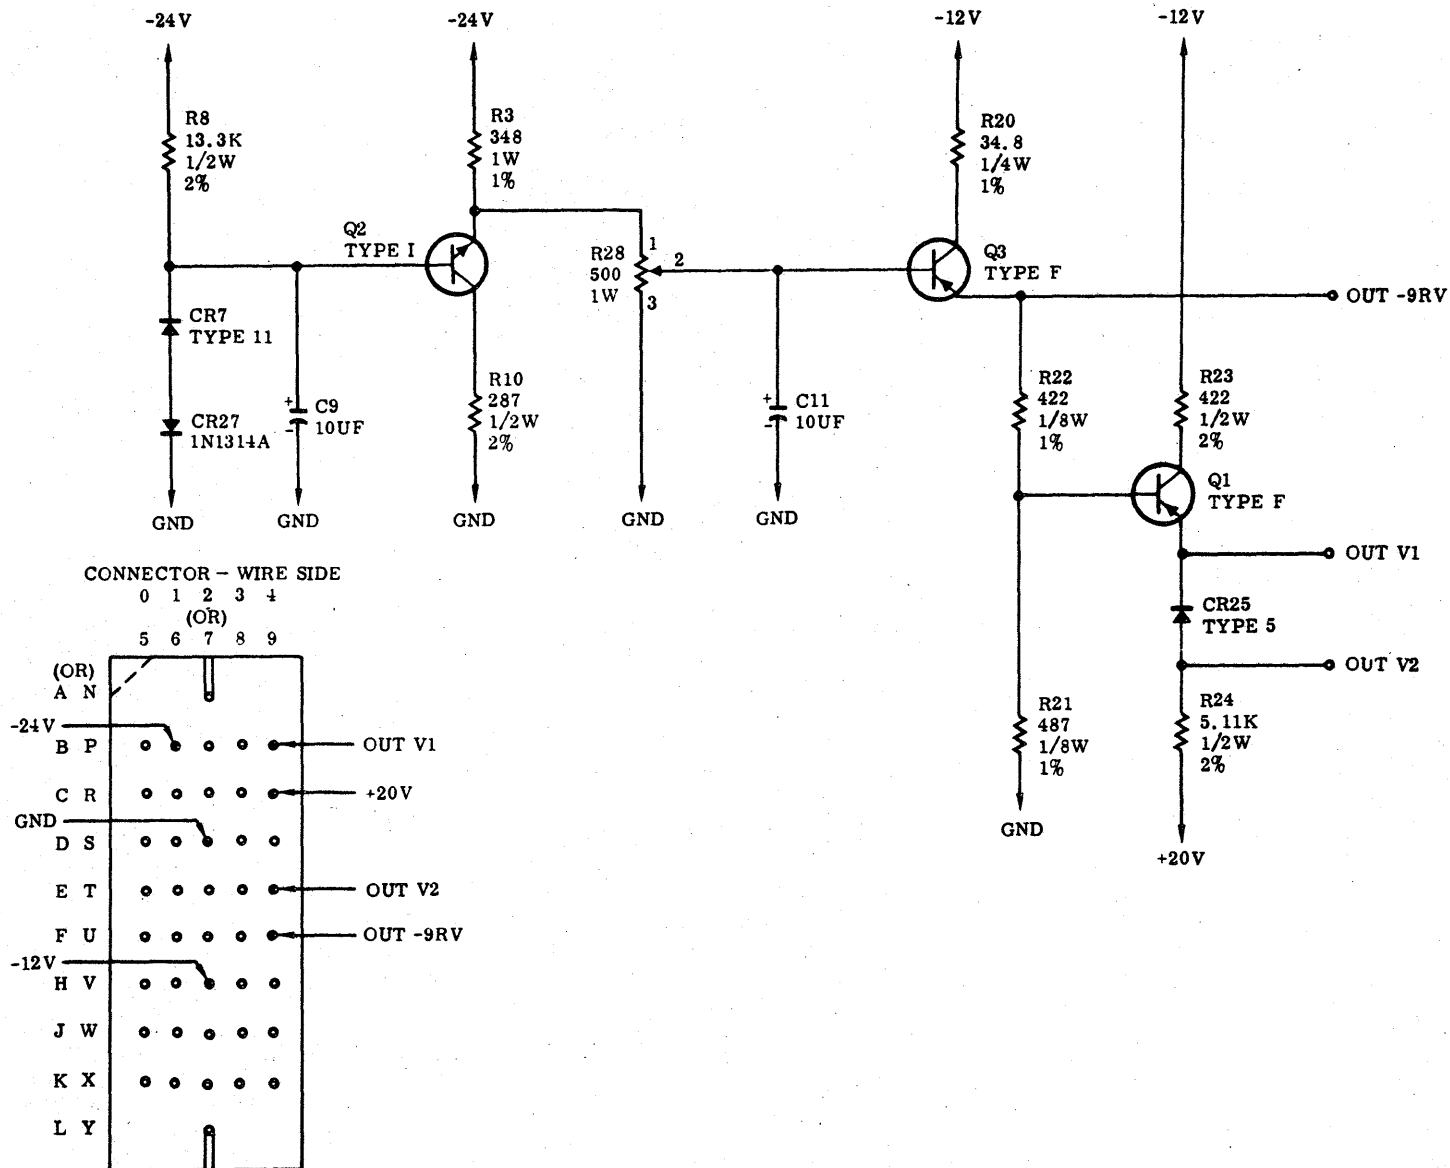 -24V
-24V
-12V
-12V
R8
13.3K
1/2W
2%
R3
348
1W
1%
R20
34.8
1/4W
1%
Q2
TYPE I
R28
500
1W
1
2
3
Q3
TYPE F
OUT -9RV
CR7
TYPE 11
CR27
1N1314A
+
-
C9
10UF
R10
287
1/2W
2%
+
-
C11
10UF
R22
422
1/8W
1%
R23
422
1/2W
2%
Q1
TYPE F
GND
GND
GND
GND
GND
OUT V1
CR25
TYPE 5
OUT V2
R21
487
1/8W
1%
R24
5.11K
1/2W
2%
GND
+20V
CONNECTOR - WIRE SIDE
0 1 2 3 4
(OR)
5 6 7 8 9
(OR)
A N
-24V
B P
OUT V1
C R
+20V
GND
D S
E T
OUT V2
F U
OUT -9RV
-12V
H V
J W
K X
L Y